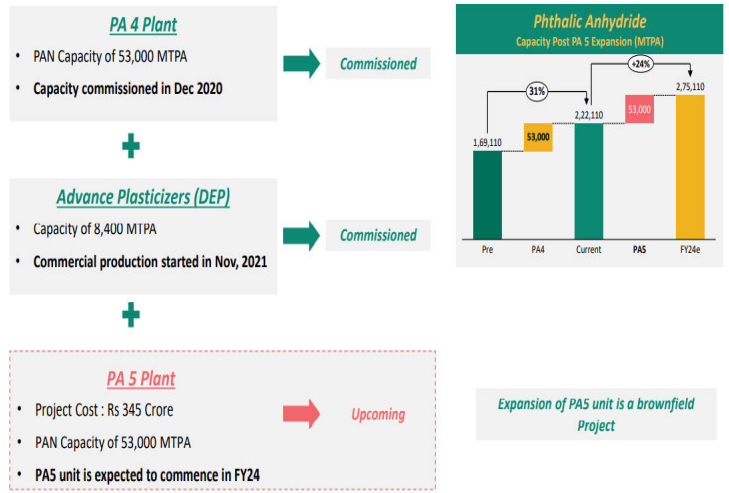 PA 4 Plant
• PAN Capacity of 53,000 MTPA
• Capacity commissioned in Dec 2020
Commissioned
Advance Plasticizers (DEP)
• Capacity of 8,400 MTPA
• Commercial production started in Nov, 2021
Commissioned
PA 5 Plant
• Project Cost : Rs 345 Crore
• PAN Capacity of 53,000 MTPA
• PA5 unit is expected to commence in FY24
Upcoming
Phthalic Anhydride
Capacity Post PA 5 Expansion (MTPA)
+24%
31%
1,69,110
53,000
2,22,110
53,000
2,75,110
Pre
PA4
Current
PA5
FY24e
Expansion of PA5 unit is a brownfield
Project